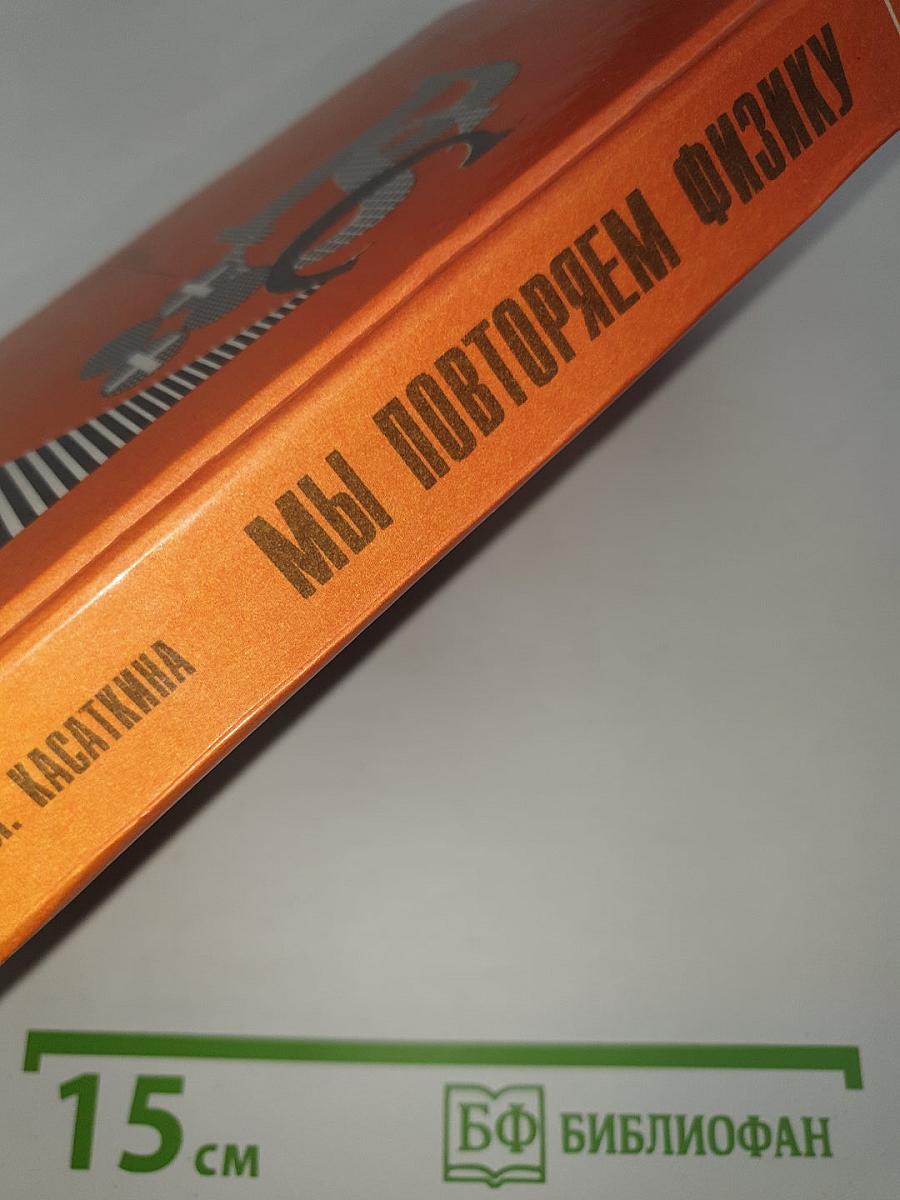 КАСАТКИНА МЫ ПОВТОРЯЕМ ФИЗИКУ
15 см
БФ БИБЛИОФАН